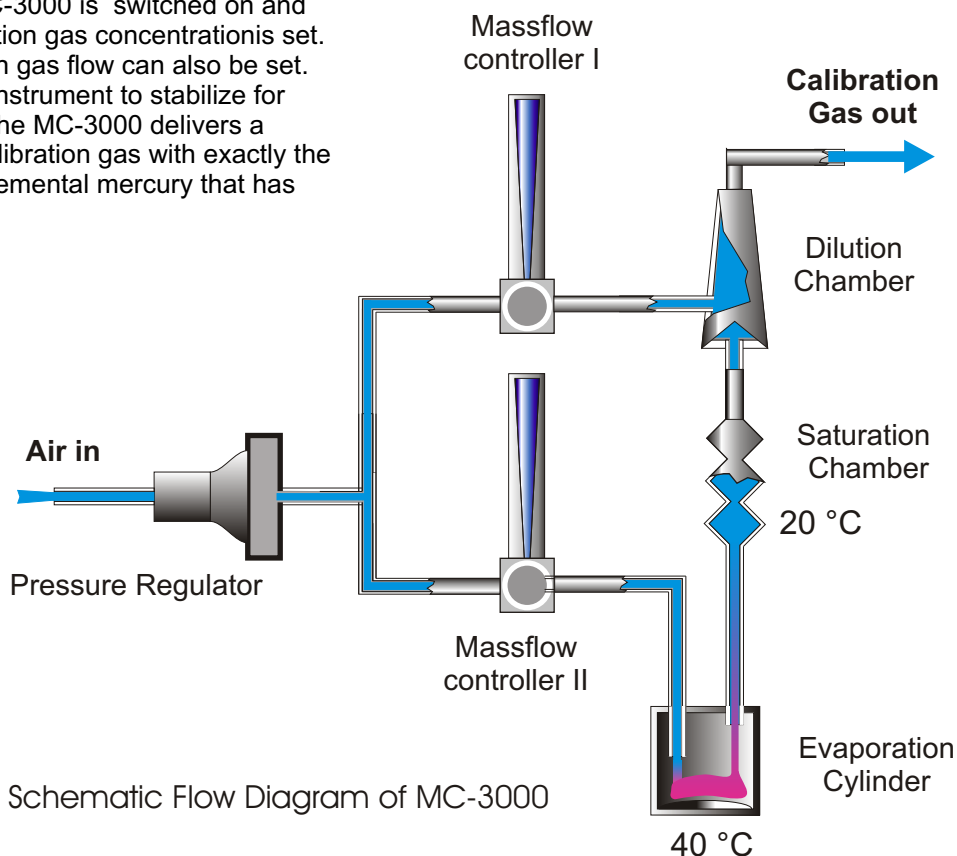 C-3000 is switched on and
tion gas concentrationis set.
n gas flow can also be set.
nstrument to stabilize for
he MC-3000 delivers a
libration gas with exactly the
emental mercury that has
Massflow
controller I
Calibration
Gas out
Dilution
Chamber
Air in
Saturation
Chamber
20 °C
Pressure Regulator
Massflow
controller II
Evaporation
Cylinder
Schematic Flow Diagram of MC-3000
40 °C